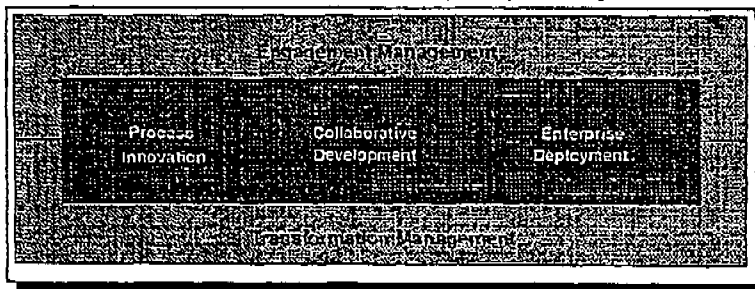 Engagement Management
Process
Innovation
Collaborative
Development
Enterprise
Deployment
Transformation Management